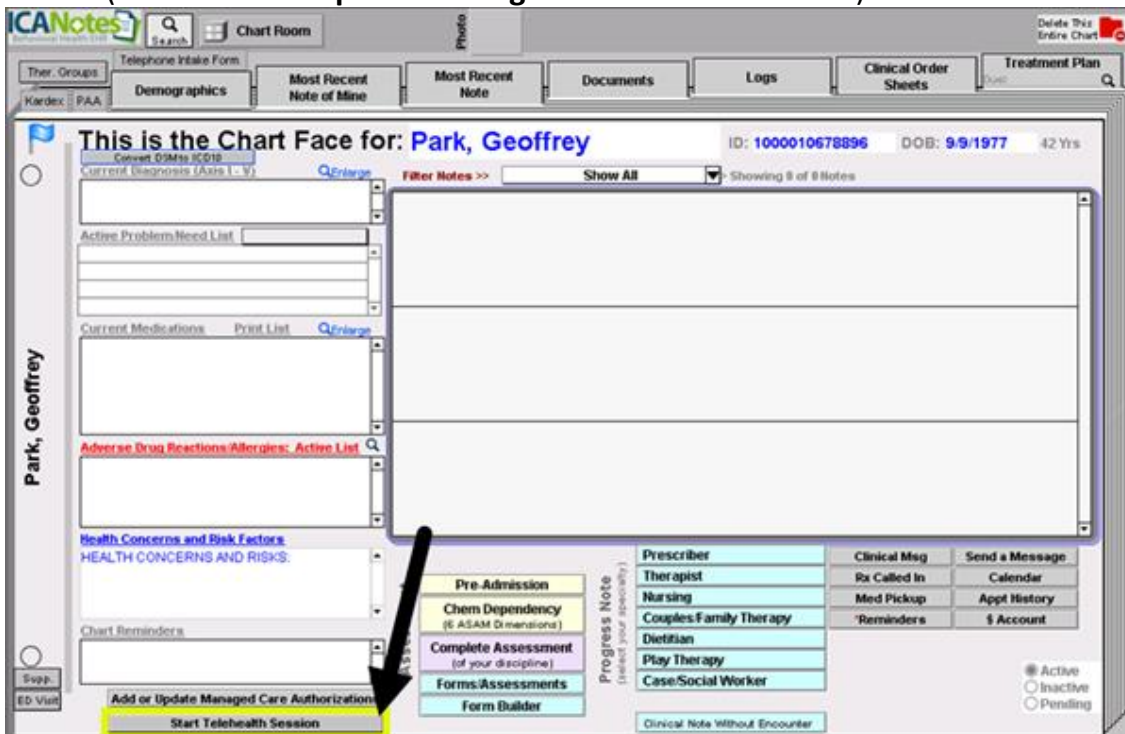 ICANotes
Behavioral Health EHR
Search
Chart Room
Photo
Delete This
Entire Chart
Ther. Groups
Kardex
PAA
Telephone Intake Form
Demographics
Most Recent
Note of Mine
Most Recent
Note
Documents
Logs
Clinical Order
Sheets
Treatment Plan
This is the Chart Face for: Park, Geoffrey
ID: 1000010678896
DOB: 9/9/1977
42 Yrs
Convert DSM to ICD10
Current Diagnosis (Axis I - V)
Enlarge
Filter Notes >>
Show All
Showing 0 of 0 Notes
Active Problem/Need List
Current Medications
Print List
Enlarge
Park, Geoffrey
Adverse Drug Reactions/Allergies: Active List
Health Concerns and Risk Factors
HEALTH CONCERNS AND RISKS:
Chart Reminders
Supp.
ED Visit
Add or Update Managed Care Authorizations
Start Telehealth Session
Pre-Admission
Chem Dependency
(6 ASAM Dimensions)
Complete Assessment
(of your discipline)
Forms/Assessments
Form Builder
Progress Note
(select your specialty)
Prescriber
Therapist
Nursing
Couples/Family Therapy
Dietitian
Play Therapy
Case/Social Worker
Clinical Note Without Encounter
Clinical Msg
Send a Message
Rx Called In
Calendar
Med Pickup
Appt History
*Reminders
$ Account
Active
Inactive
Pending